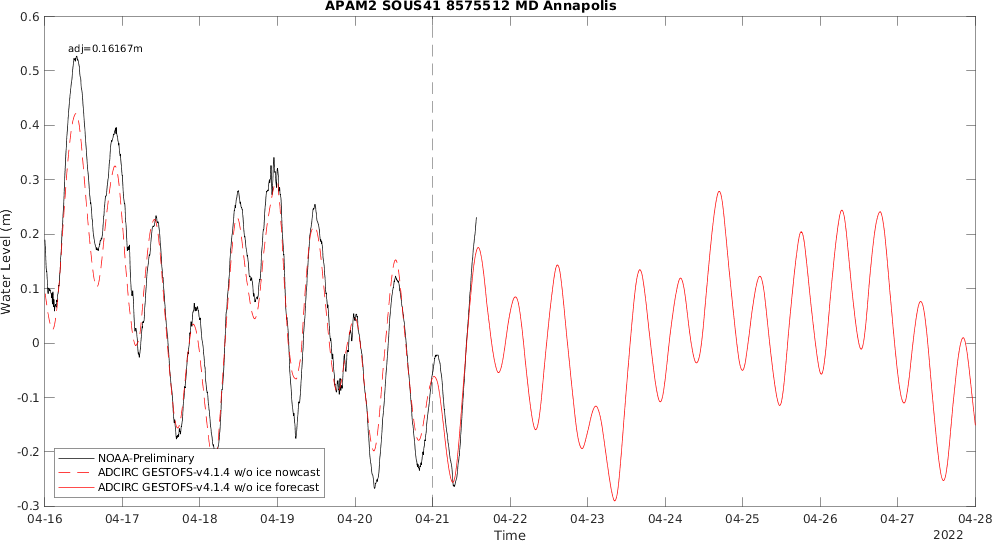 APAM2 SOUS41 8575512 MD Annapolis
adj=0.16167m
Water Level (m)
0.6
0.5
0.4
0.3
0.2
0.1
0
-0.1
-0.2
-0.3
NOAA-Preliminary
ADCIRC GESTOFS-v4.1.4 w/o ice nowcast
ADCIRC GESTOFS-v4.1.4 w/o ice forecast
04-16 04-17 04-18 04-19 04-20 04-21 04-22 04-23 04-24 04-25 04-26 04-27 04-28
Time
2022